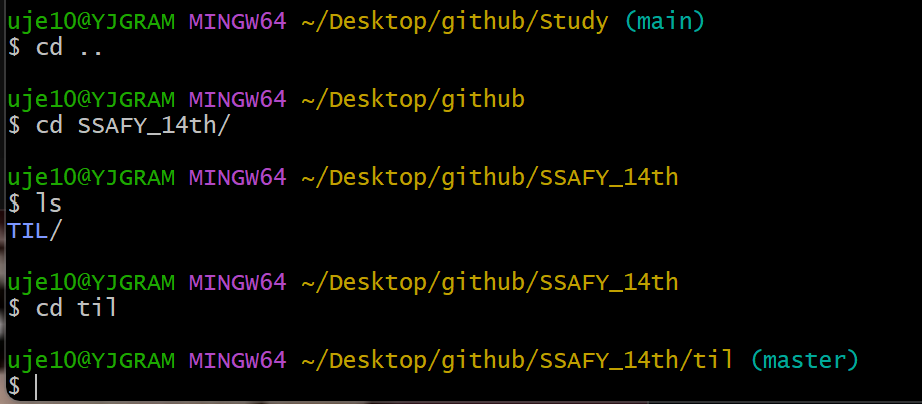 uje10@YJGRAM MINGW64 ~/Desktop/github/Study (main)
$ cd ..
uje10@YJGRAM MINGW64 ~/Desktop/github
$ cd SSAFY_14th/
uje10@YJGRAM MINGW64 ~/Desktop/github/SSAFY_14th
$ ls
TIL/
uje10@YJGRAM MINGW64 ~/Desktop/github/SSAFY_14th
$ cd til
uje10@YJGRAM MINGW64 ~/Desktop/github/SSAFY_14th/til (master)
$